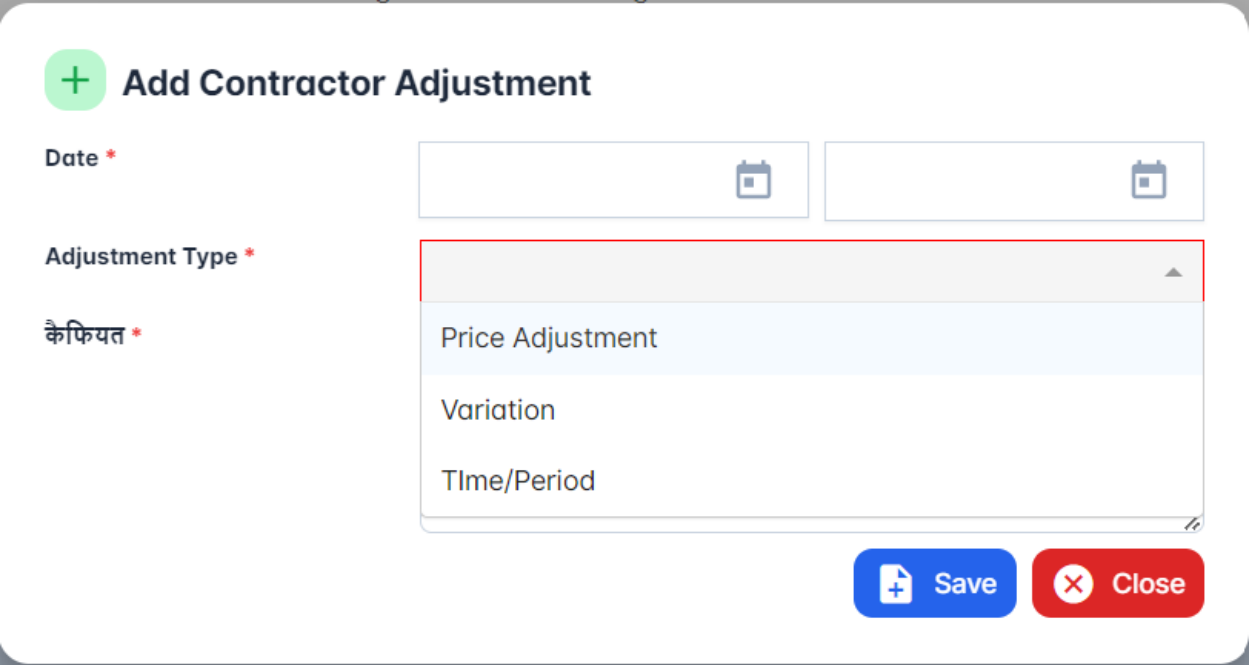 Add Contractor Adjustment
Date *
Adjustment Type *
कैफियत *
Price Adjustment
Variation
TIme/Period
Save
Close